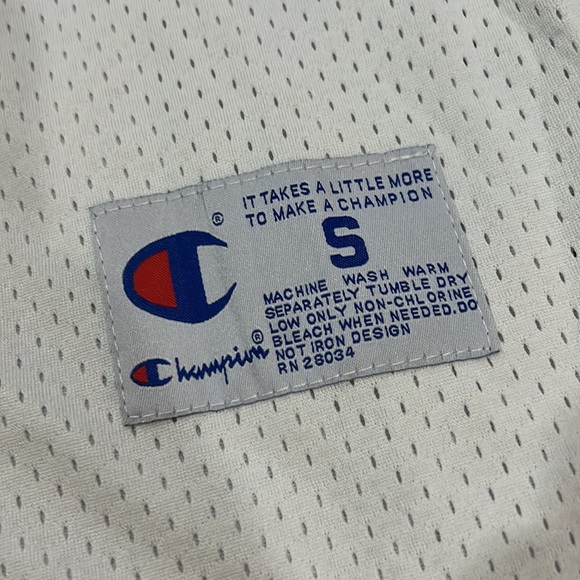 IT TAKES A LITTLE MORE
TO MAKE A CHAMPION
®
S
MACHINE WASH WARM
SEPARATELY TUMBLE DRY
LOW ONLY NON-CHLORINE
BLEACH WHEN NEEDED.DO
NOT IRON DESIGN
RN 28034
Champion®